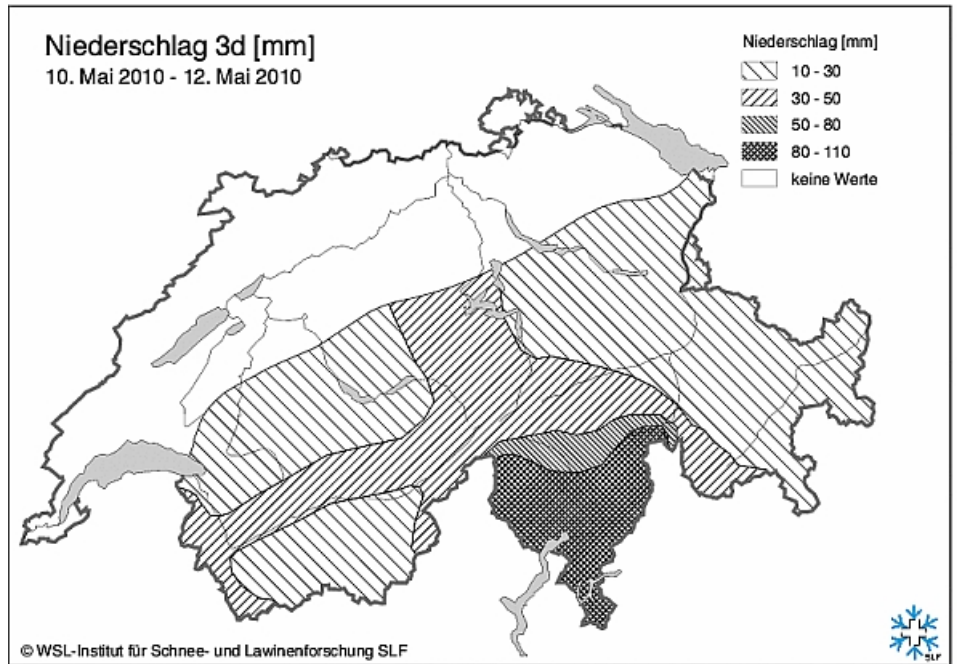 Niederschlag 3d [mm]
10. Mai 2010 - 12. Mai 2010
Niederschlag [mm]
10 - 30
30 - 50
50 - 80
80 - 110
keine Werte
© WSL-Institut für Schnee- und Lawinenforschung SLF
SLF